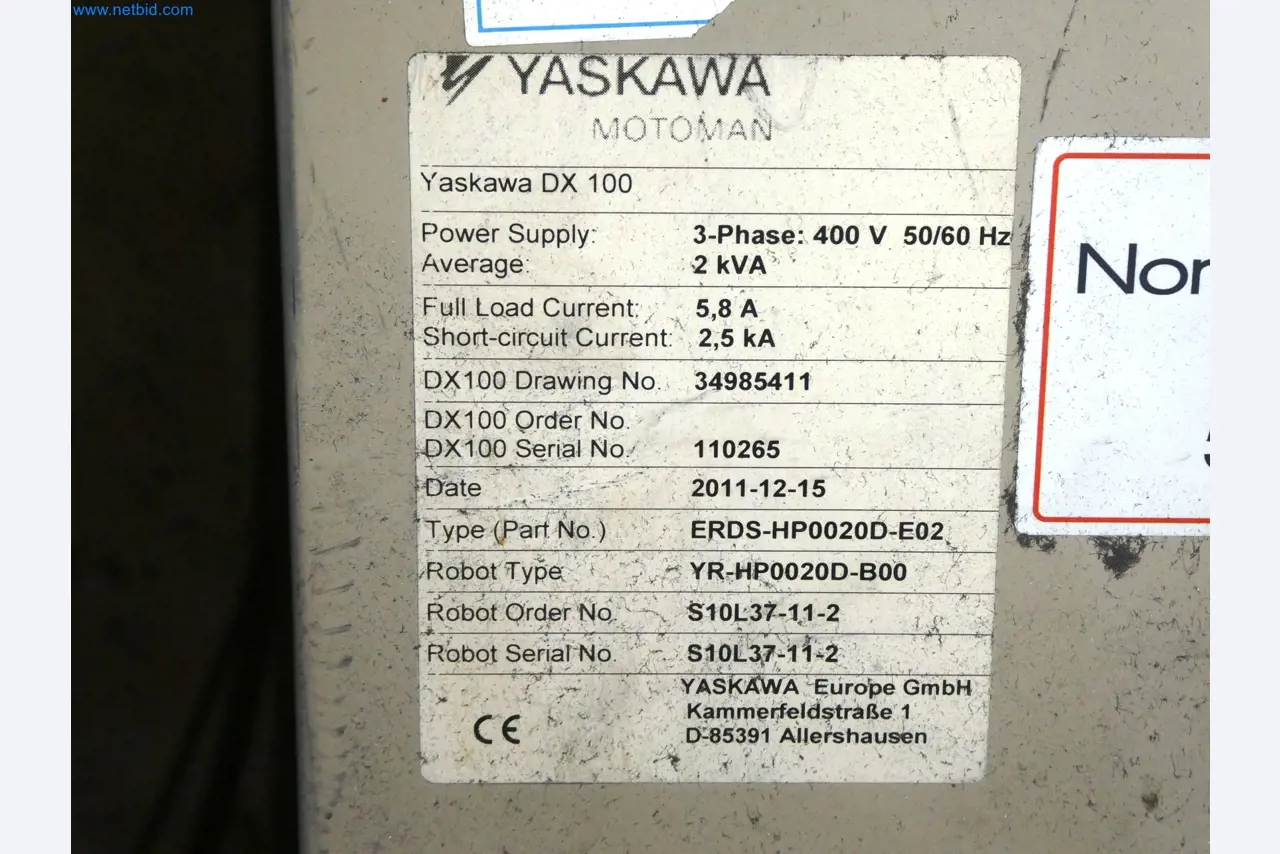 www.netbid.com
YASKAWA
MOTOMAN
Yaskawa DX 100
Power Supply: 3-Phase: 400 V 50/60 Hz
Average: 2 kVA
Full Load Current: 5,8 A
Short-circuit Current: 2,5 kA
DX100 Drawing No. 34985411
DX100 Order No.
DX100 Serial No. 110265
Date 2011-12-15
Type (Part No.) ERDS-HP0020D-E02
Robot Type YR-HP0020D-B00
Robot Order No. S10L37-11-2
Robot Serial No. S10L37-11-2
YASKAWA Europe GmbH
Kammerfeldstraße 1
D-85391 Allershausen
CE
Nor